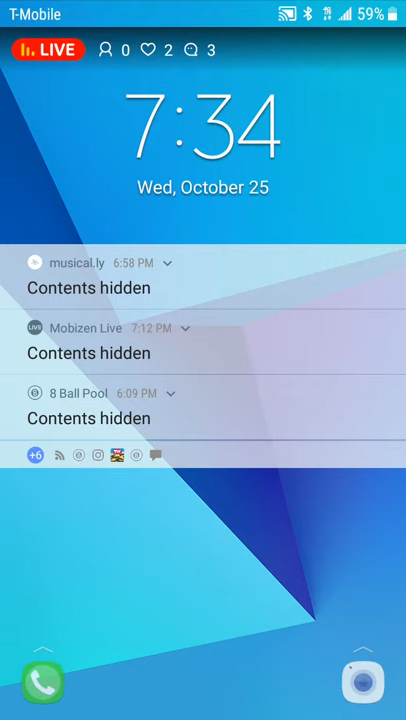 T-Mobile 59%
LIVE 0 2 3
7:34
Wed, October 25
musical.ly 6:58 PM
Contents hidden
LIVE Mobizen Live 7:12 PM
Contents hidden
8 Ball Pool 6:09 PM
Contents hidden
+6